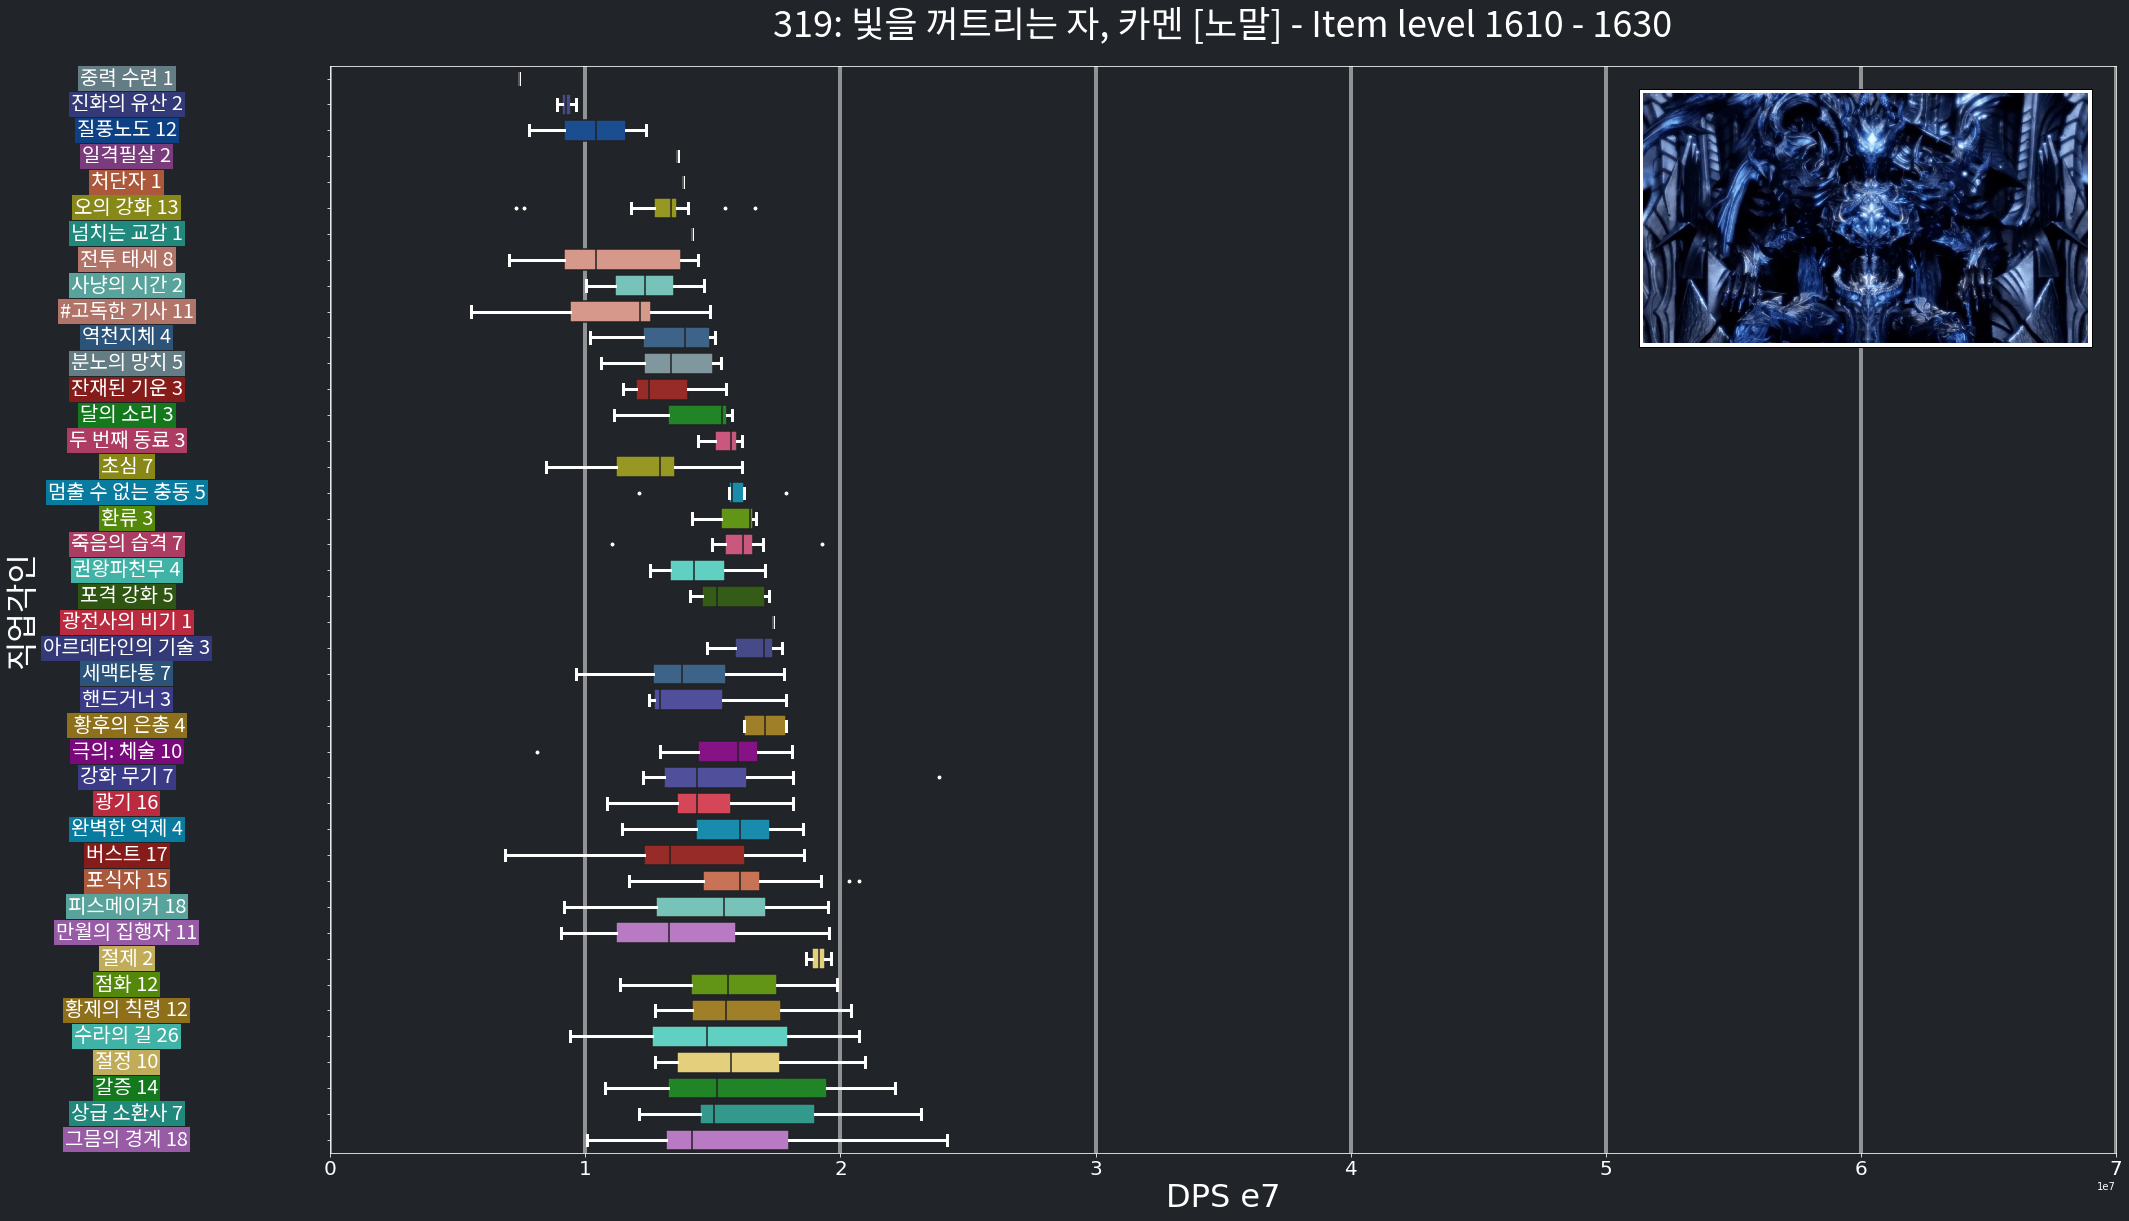 319: 빛을 꺼트리는 자, 카멘 [노말] - Item level 1610 - 1630
직업각인
중력 수련 1
진화의 유산 2
질풍노도 12
일격필살 2
처단자 1
오의 강화 13
넘치는 교감 1
전투 태세 8
사냥의 시간 2
#고독한 기사 11
역천지체 4
분노의 망치 5
잔재된 기운 3
달의 소리 3
두 번째 동료 3
초심 7
멈출 수 없는 충동 5
환류 3
죽음의 습격 7
권왕파천무 4
포격 강화 5
광전사의 비기 1
아르데타인의 기술 3
세맥타통 7
핸드거너 3
황후의 은총 4
극의: 체술 10
강화 무기 7
광기 16
완벽한 억제 4
버스트 17
포식자 15
피스메이커 18
만월의 집행자 11
절제 2
점화 12
황제의 칙령 12
수라의 길 26
절정 10
갈증 14
상급 소환사 7
그믐의 경계 18
0 1 2 3 4 5 6 7
1e7
DPS e7